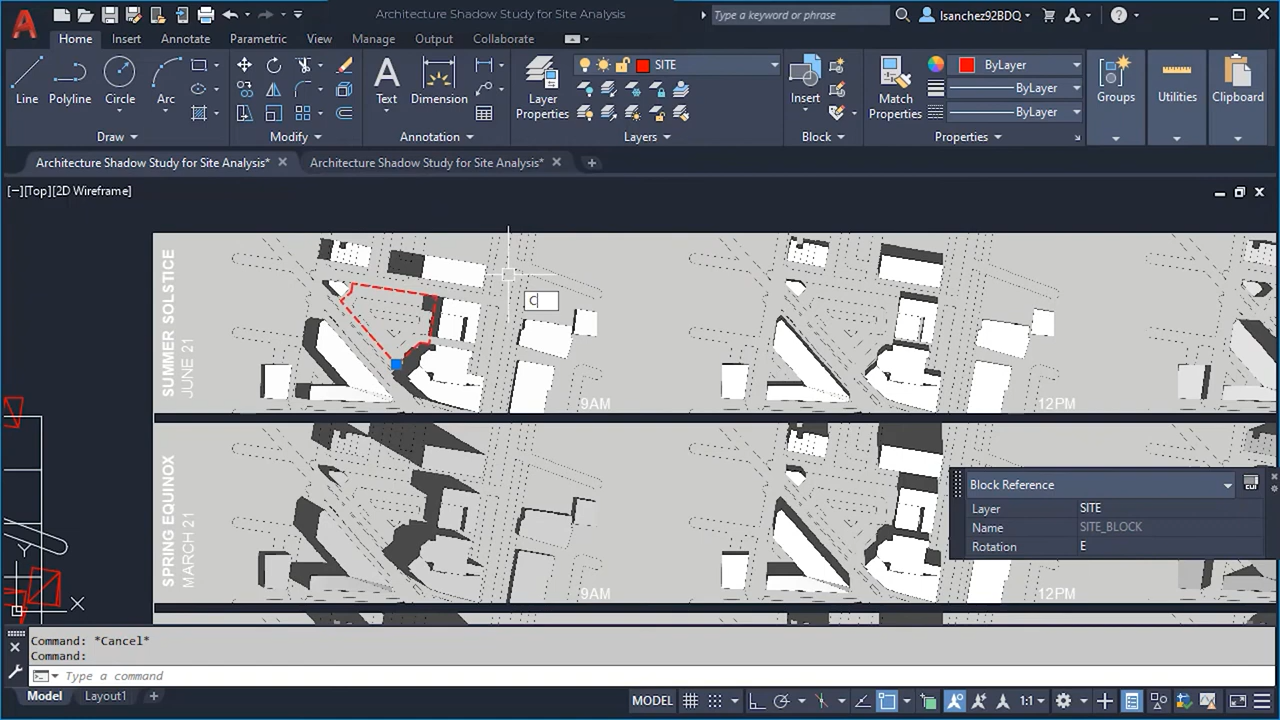 Architecture Shadow Study for Site Analysis
Type a keyword or phrase
lsanchez92BDQ
Home Insert Annotate Parametric View Manage Output Collaborate
SITE
ByLayer
ByLayer
ByLayer
Line Polyline Circle Arc
Text Dimension
Layer Properties
Insert
Match Properties
Groups
Utilities
Clipboard
Draw Modify Annotation Layers Block Properties
Architecture Shadow Study for Site Analysis* Architecture Shadow Study for Site Analysis*
[−][Top][2D Wireframe]
SUMMER SOLSTICE
JUNE 21
C
9AM
12PM
SPRING EQUINOX
MARCH 21
9AM
12PM
Block Reference
Layer SITE
Name SITE_BLOCK
Rotation E
Y
X
Command: *Cancel*
Command:
Type a command
Model Layout1
MODEL
1:1